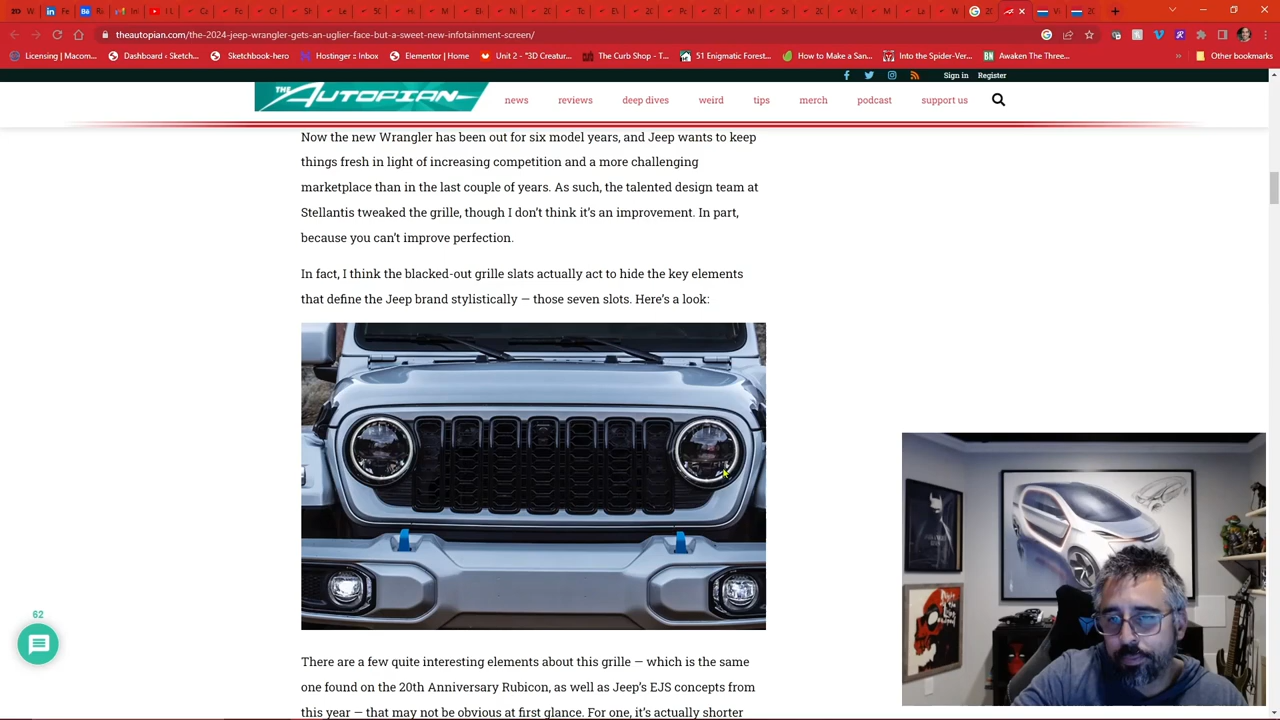 theautopian.com/the-2024-jeep-wrangler-gets-an-uglier-face-but-a-sweet-new-infotainment-screen/
Licensing | Macom...
Dashboard ‹ Sketch...
Sketchbook-hero
Elementor | Home
Hostinger :: Inbox
Unit 2 - "3D Creatur...
The Curb Shop - T...
51 Enigmatic Forest...
How to Make a San...
Into the Spider-Ver...
Awaken The Three...
Other bookmarks
Sign in
Register
THE AUTOPIAN
news
reviews
deep dives
weird
tips
merch
podcast
support us
Now the new Wrangler has been out for six model years, and Jeep wants to keep
things fresh in light of increasing competition and a more challenging
marketplace than in the last couple of years. As such, the talented design team at
Stellantis tweaked the grille, though I don't think it's an improvement. In part,
because you can't improve perfection.
In fact, I think the blacked-out grille slats actually act to hide the key elements
that define the Jeep brand stylistically — those seven slots. Here's a look:
62
There are a few quite interesting elements about this grille — which is the same
one found on the 20th Anniversary Rubicon, as well as Jeep's EJS concepts from
this year — that may not be obvious at first glance. For one, it's actually shorter